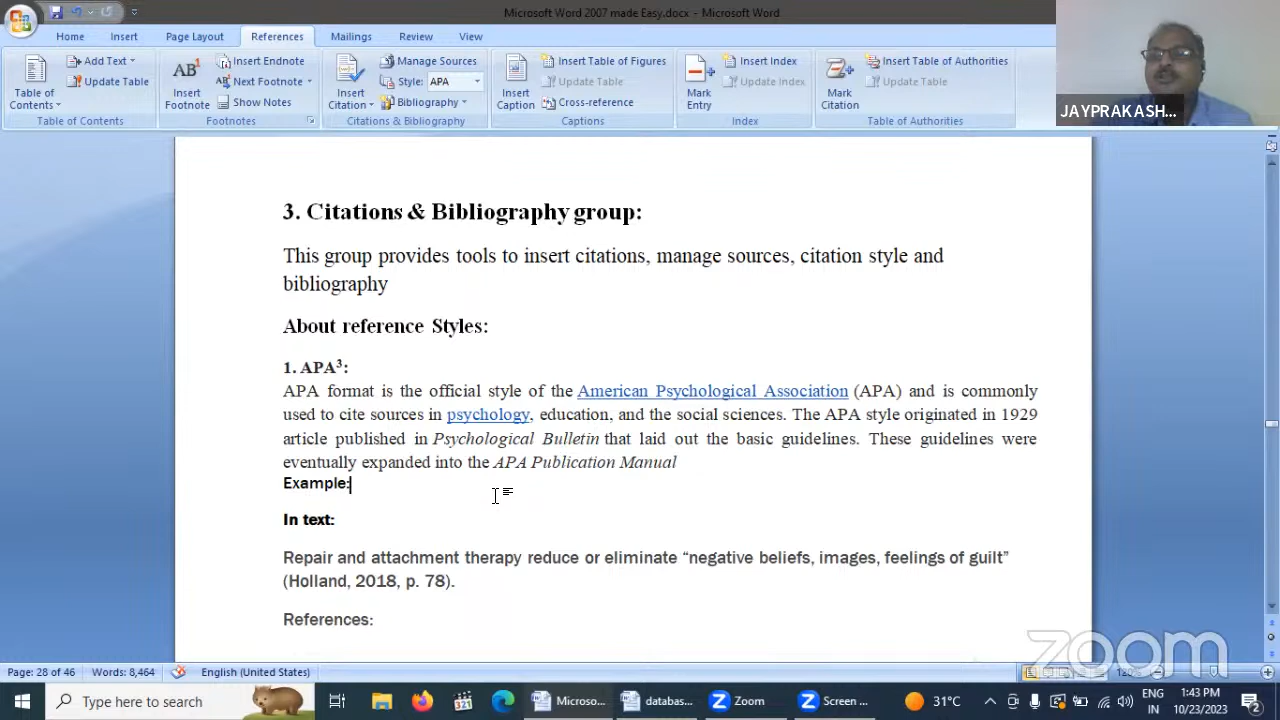 Microsoft Word 2007 made Easy.docx - Microsoft Word
Home Insert Page Layout References Mailings Review View
Table of Contents
Add Text
Update Table
Table of Contents
AB1
Insert Footnote
Insert Endnote
Next Footnote
Show Notes
Footnotes
Insert Citation
Manage Sources
Style: APA
Bibliography
Citations & Bibliography
Insert Caption
Insert Table of Figures
Update Table
Cross-reference
Captions
Mark Entry
Insert Index
Update Index
Index
Mark Citation
Insert Table of Authorities
Update Table
Table of Authorities
JAYPRAKASH...
3. Citations & Bibliography group:
This group provides tools to insert citations, manage sources, citation style and
bibliography
About reference Styles:
1. APA3:
APA format is the official style of the American Psychological Association (APA) and is commonly
used to cite sources in psychology, education, and the social sciences. The APA style originated in 1929
article published in Psychological Bulletin that laid out the basic guidelines. These guidelines were
eventually expanded into the APA Publication Manual
Example:
In text:
Repair and attachment therapy reduce or eliminate “negative beliefs, images, feelings of guilt”
(Holland, 2018, p. 78).
References:
zoom
Page: 28 of 46 Words: 8,464 English (United States) 120%
Type here to search
Microso... databas... Zoom Screen ... 31°C
ENG
IN
1:43 PM
10/23/2023
2